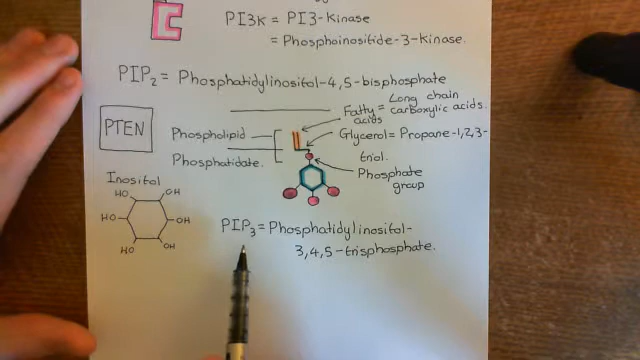 PI3K = PI3-Kinase
= Phosphoinositide-3-kinase.
PIP2 = Phosphatidylinositol-4,5-bisphosphate
PTEN
Phospholipid
Phosphatidate.
Fatty acids = Long chain carboxylic acids.
Glycerol = Propane-1,2,3-
triol.
Phosphate
group
Inositol
HO OH
HO OH
HO OH
PIP3 = Phosphatidylinositol-
3,4,5-trisphosphate.